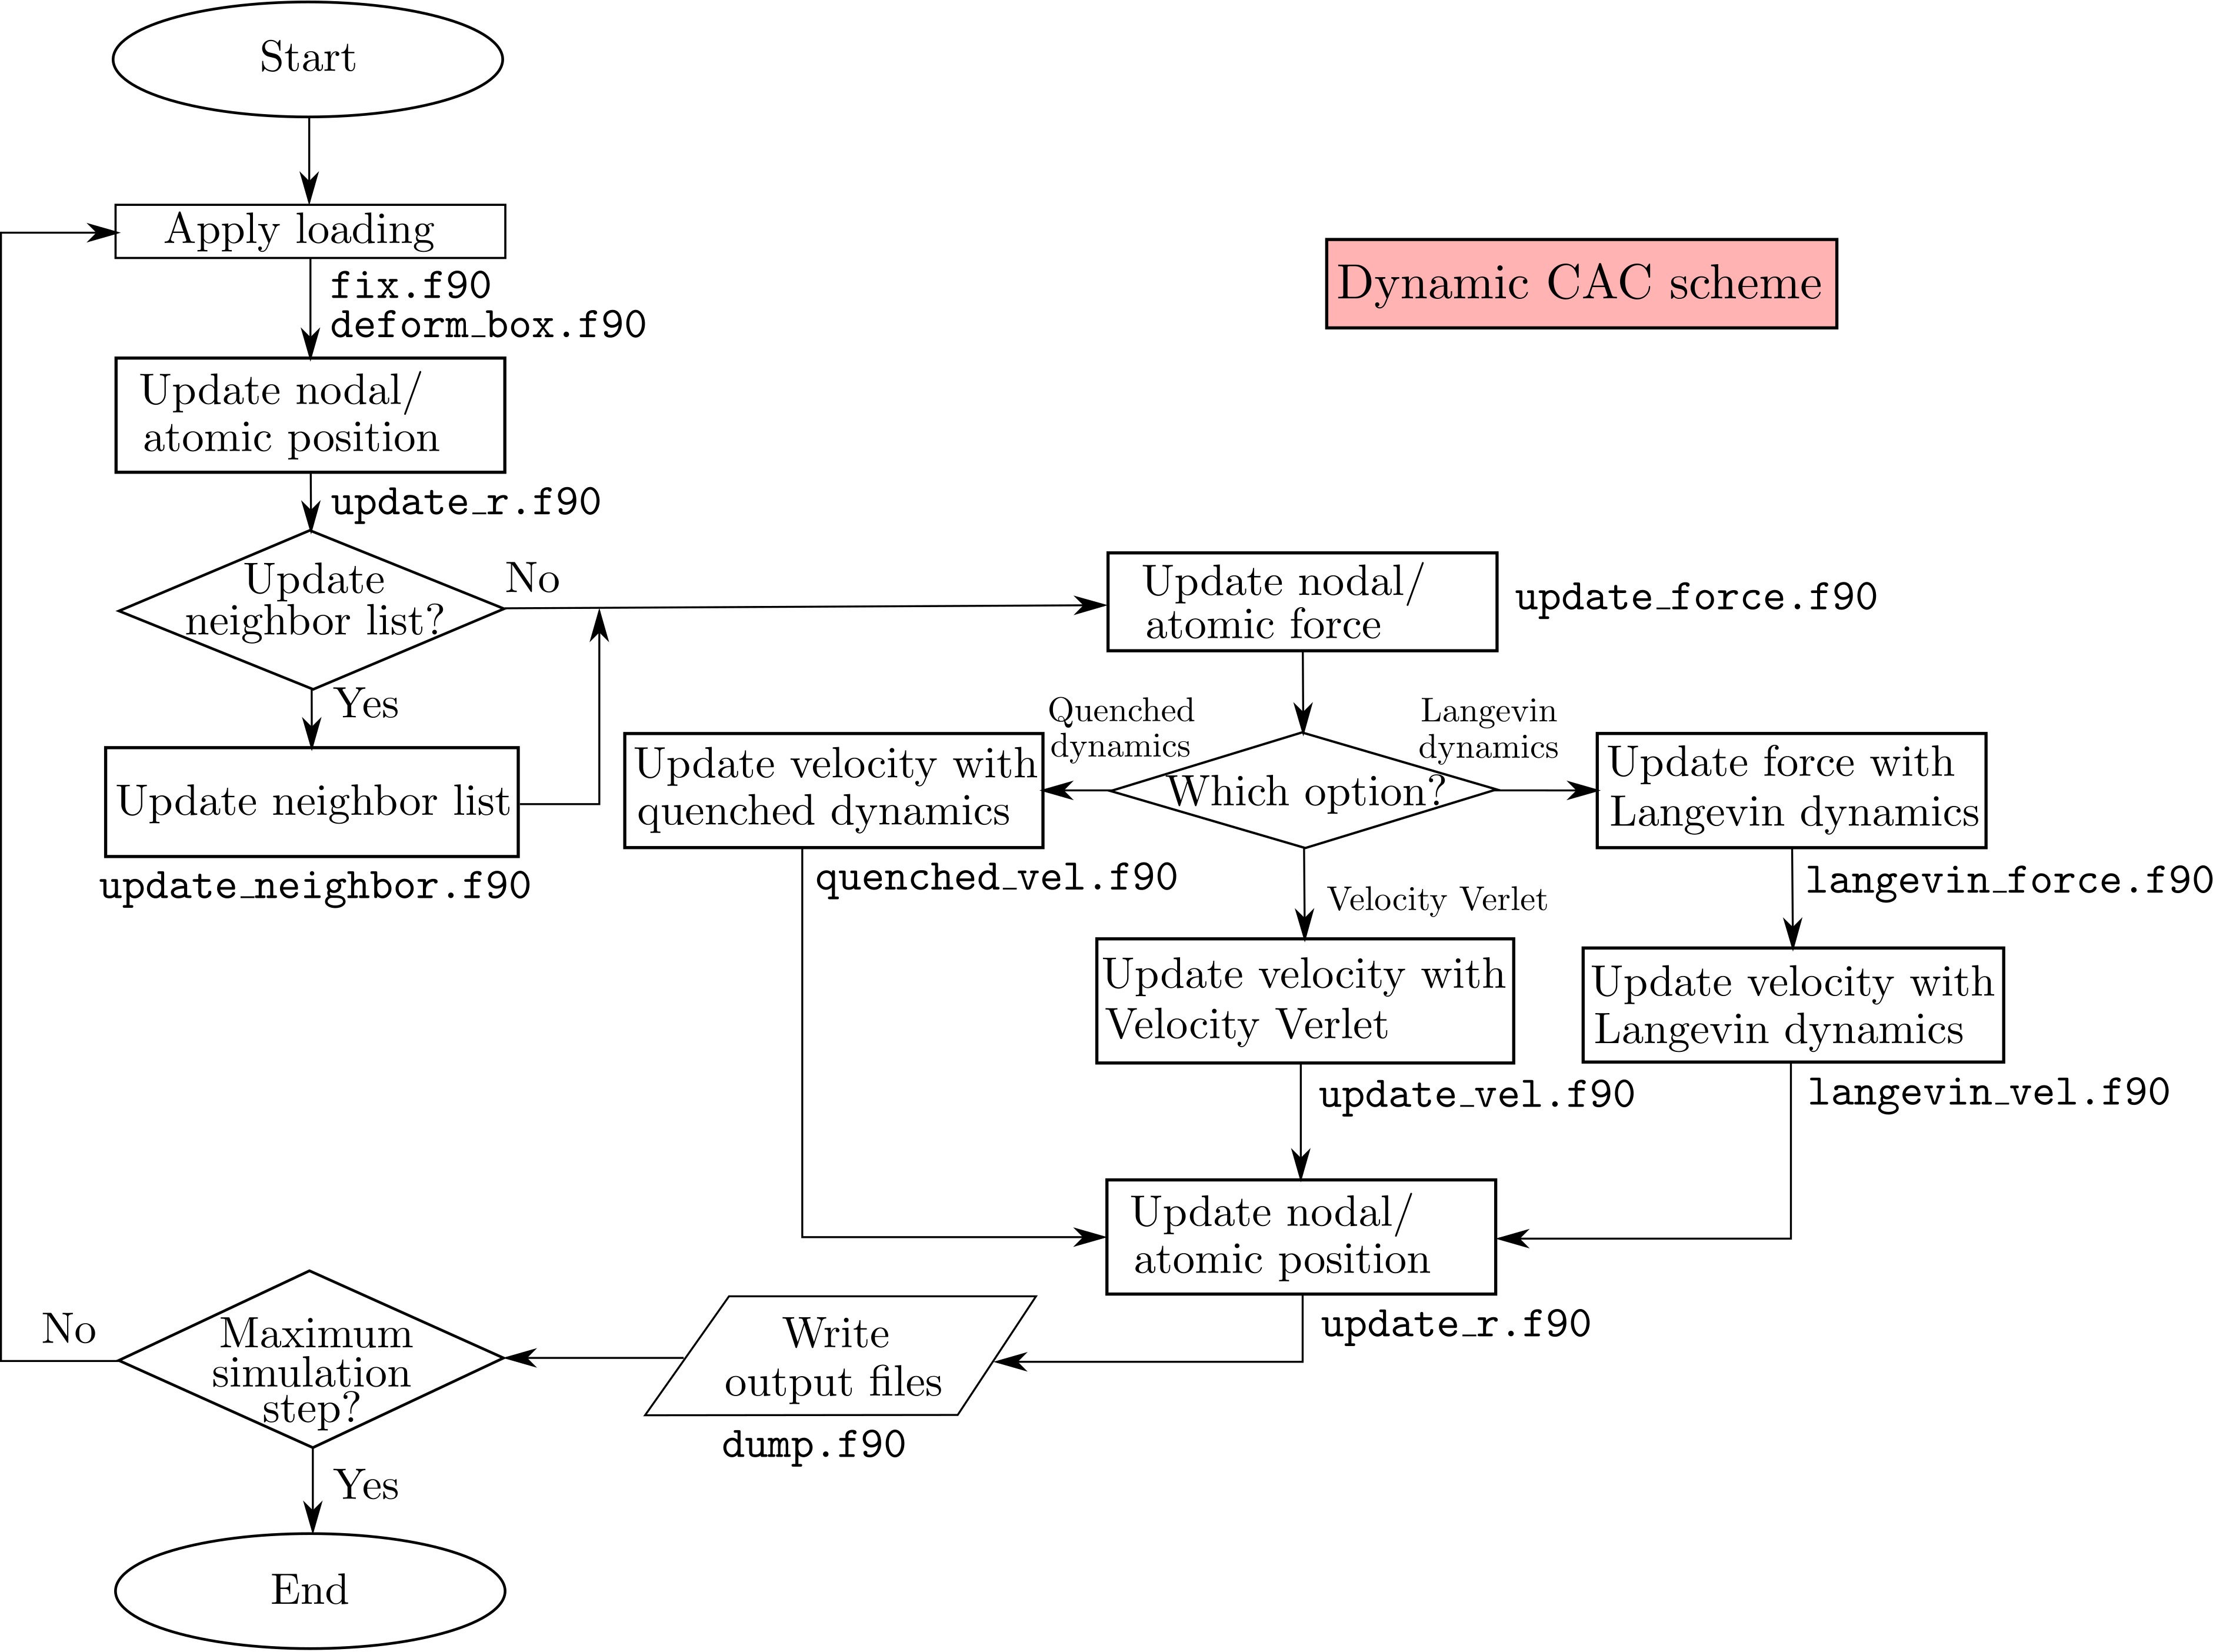 Start
Apply loading
fix.f90
deform_box.f90
Dynamic CAC scheme
Update nodal/
atomic position
update_r.f90
Update
neighbor list?
No
Yes
Update neighbor list
update_neighbor.f90
Update nodal/
atomic force
update_force.f90
Which option?
Quenched
dynamics
Update velocity with
quenched dynamics
quenched_vel.f90
Langevin
dynamics
Update force with
Langevin dynamics
langevin_force.f90
Velocity Verlet
Update velocity with
Velocity Verlet
update_vel.f90
Update velocity with
Langevin dynamics
langevin_vel.f90
Update nodal/
atomic position
update_r.f90
Write
output files
dump.f90
Maximum
simulation
step?
No
Yes
End